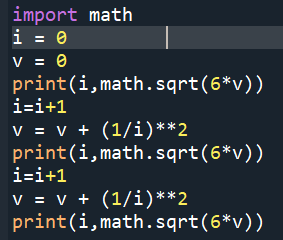 import math
i = 0
v = 0
print(i,math.sqrt(6*v))
i=i+1
v = v + (1/i)**2
print(i,math.sqrt(6*v))
i=i+1
v = v + (1/i)**2
print(i,math.sqrt(6*v))